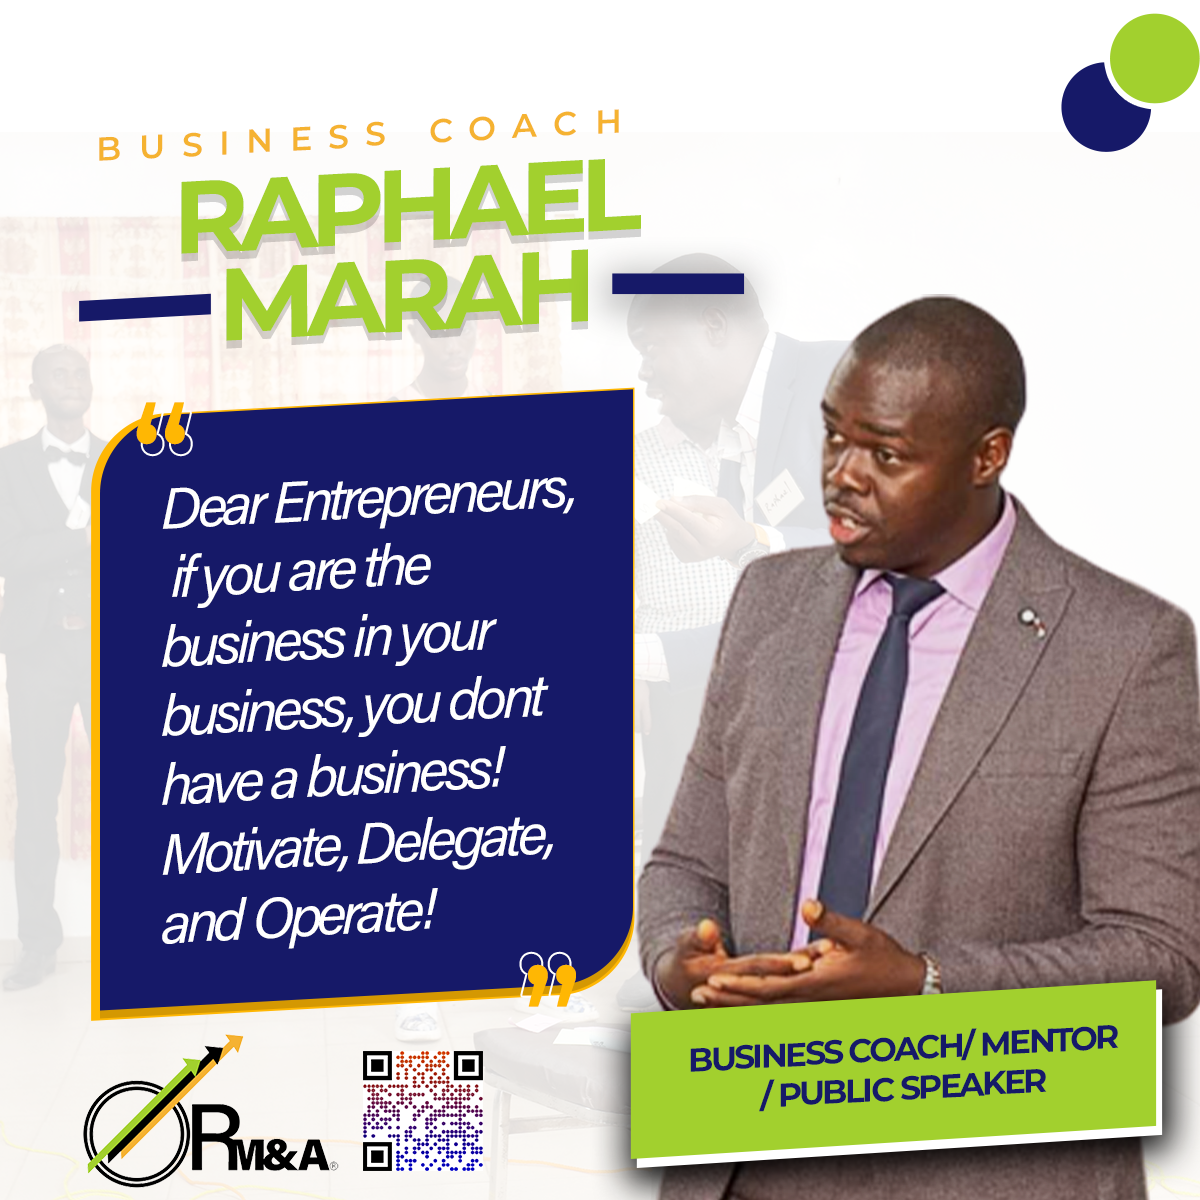 BUSINESS COACH
RAPHAEL
MARAH
Dear Entrepreneurs,
if you are the
business in your
business, you dont
have a business!
Motivate, Delegate,
and Operate!
RM&A®
BUSINESS COACH/ MENTOR
/ PUBLIC SPEAKER